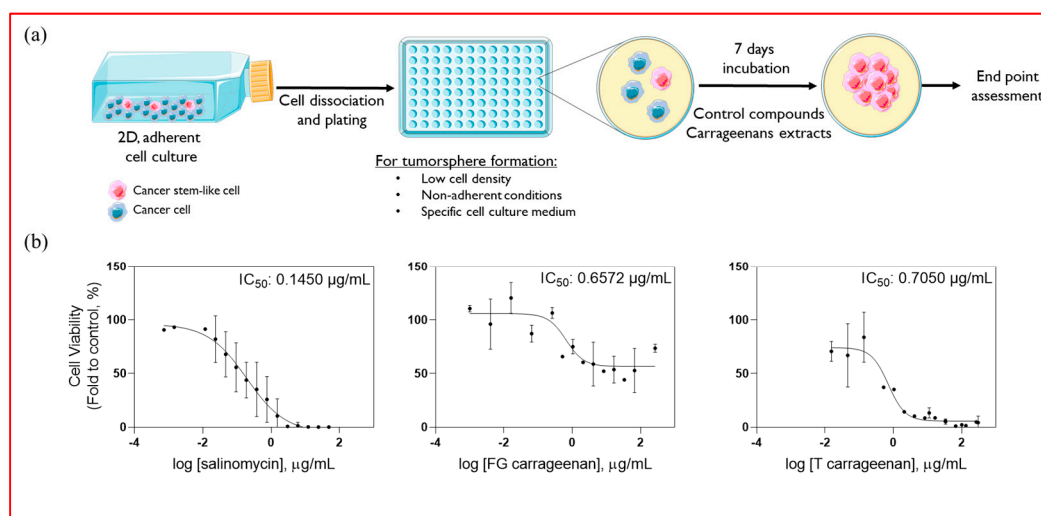 (a)
2D, adherent
cell culture
Cancer stem-like cell
Cancer cell
Cell dissociation
and plating
For tumorsphere formation:
• Low cell density
• Non-adherent conditions
• Specific cell culture medium
7 days
incubation
Control compounds
Carrageenans extracts
End point
assessment
(b)
Cell Viability
(Fold to control, %)
150
100
50
0
IC50: 0.1450 µg/mL
-4 -2 0 2 4
log [salinomycin], µg/mL
150
100
50
0
IC50: 0.6572 µg/mL
-4 -2 0 2 4
log [FG carrageenan], µg/mL
150
100
50
0
IC50: 0.7050 µg/mL
-4 -2 0 2 4
log [T carrageenan], µg/mL